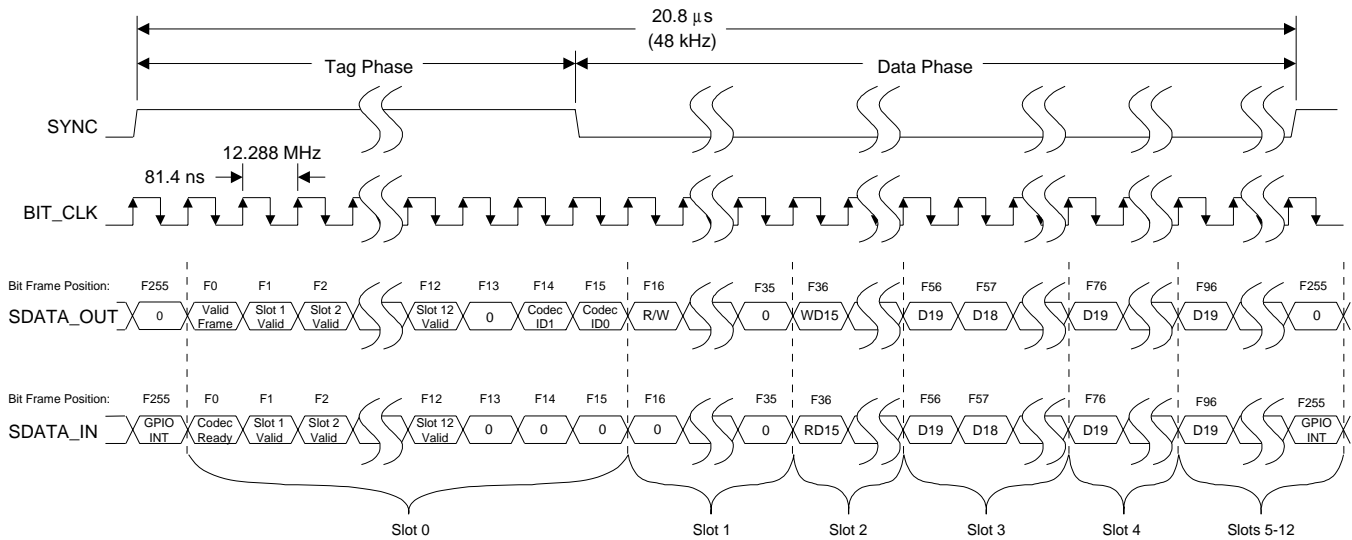 20.8 µs
(48 kHz)
Tag Phase
Data Phase
SYNC
12.288 MHz
81.4 ns
BIT_CLK
Bit Frame Position: F255 F0 F1 F2 F12 F13 F14 F15 F16 F35 F36 F56 F57 F76 F96 F255
SDATA_OUT 0 Valid Frame Slot 1 Valid Slot 2 Valid Slot 12 Valid 0 Codec ID1 Codec ID0 R/W 0 WD15 D19 D18 D19 D19 0
Bit Frame Position: F255 F0 F1 F2 F12 F13 F14 F15 F16 F35 F36 F56 F57 F76 F96 F255
SDATA_IN GPIO INT Codec Ready Slot 1 Valid Slot 2 Valid Slot 12 Valid 0 0 0 0 0 RD15 D19 D18 D19 D19 GPIO INT
Slot 0 Slot 1 Slot 2 Slot 3 Slot 4 Slots 5-12